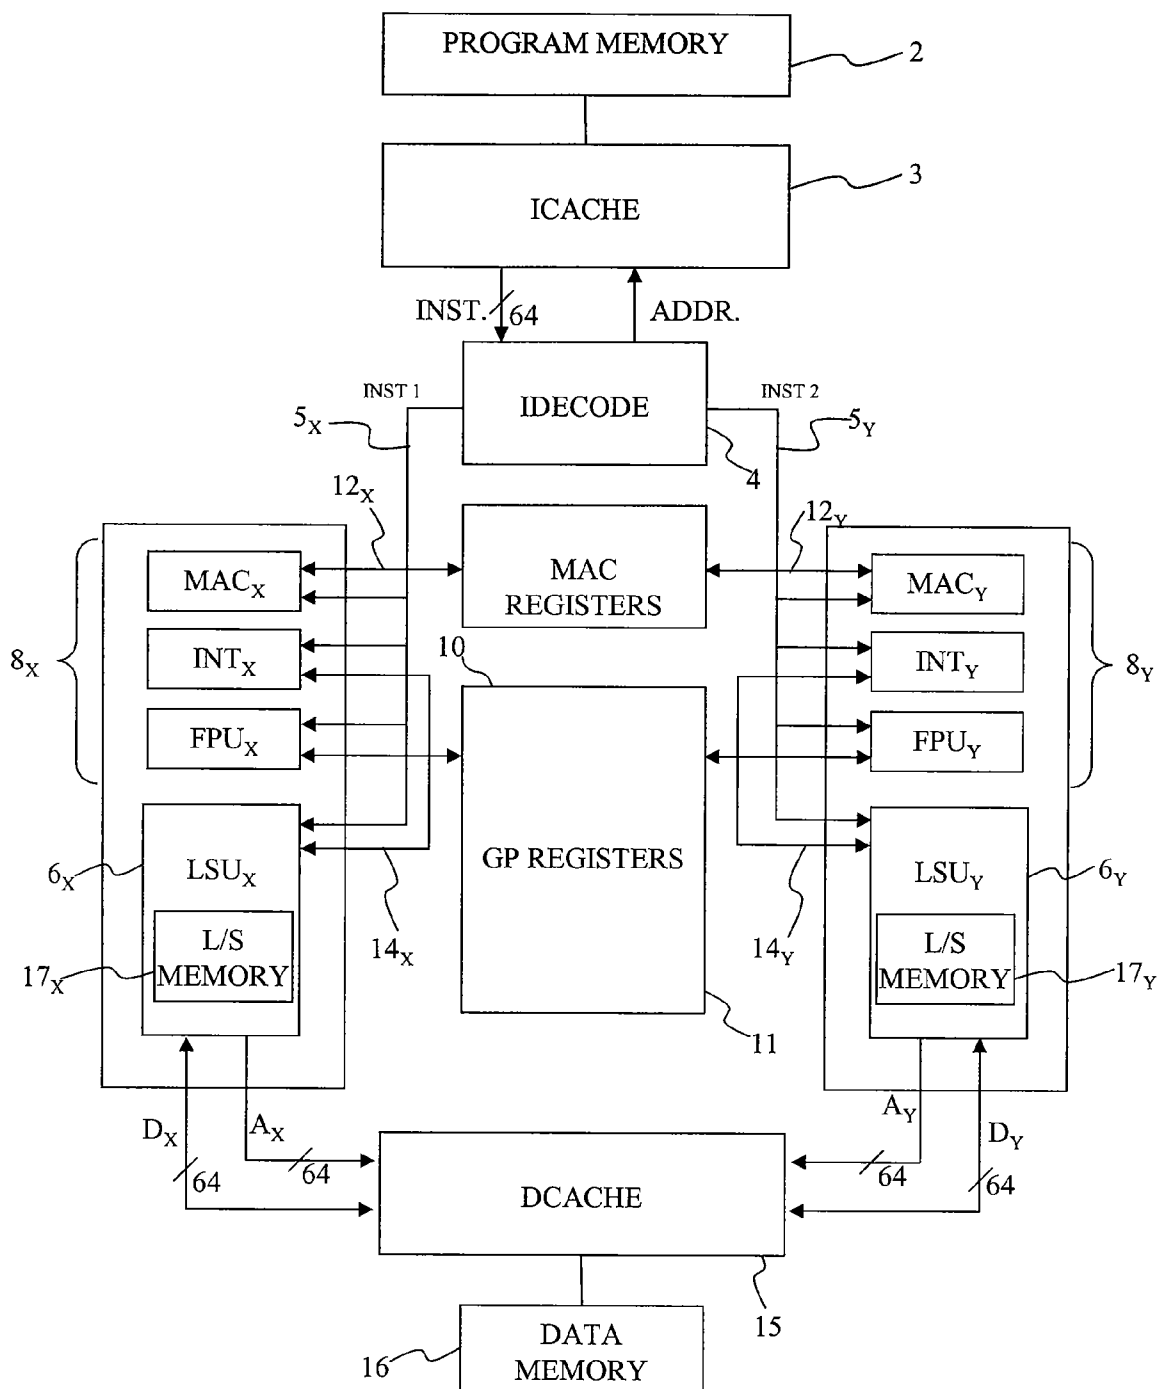 PROGRAM MEMORY
2
ICACHE
3
INST.
64
ADDR.
IDECODE
4
INST 1
INST 2
5X
5Y
12X
12Y
MACX
MAC
REGISTERS
MACY
INTX
INTY
8X
8Y
10
FPUX
FPUY
GP REGISTERS
11
6X
LSUX
LSUY
6Y
L/S
MEMORY
17X
14X
14Y
L/S
MEMORY
17Y
DX
AX
64
64
AY
DY
64
64
DCACHE
15
DATA
MEMORY
16